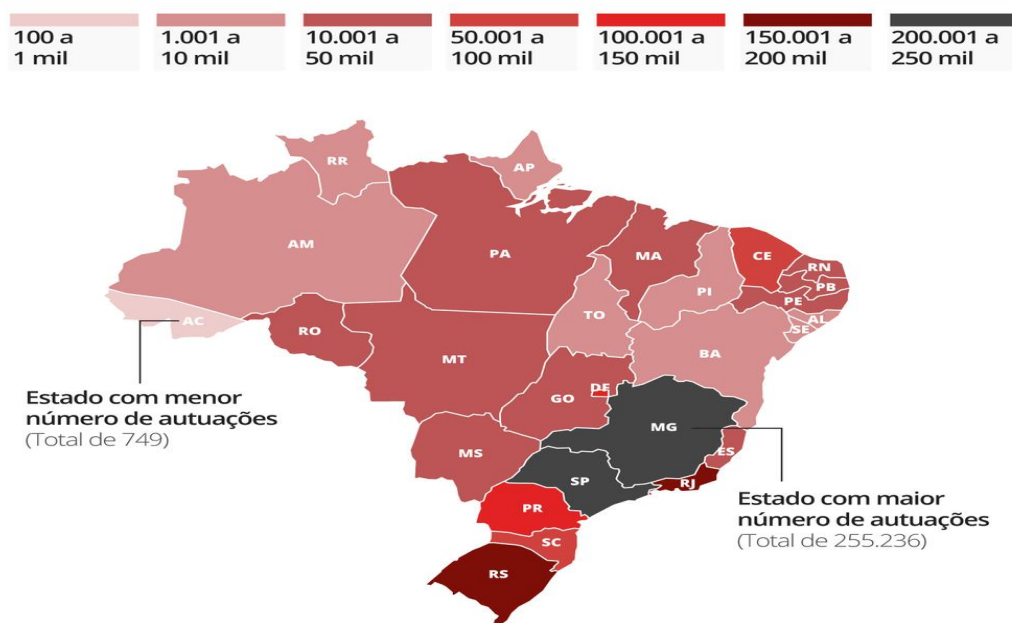 100 a
1 mil
1.001 a
10 mil
10.001 a
50 mil
50.001 a
100 mil
100.001 a
150 mil
150.001 a
200 mil
200.001 a
250 mil
RR
AP
AM
PA
MA
CE
RN
PB
PI
PE
AC
TO
AL
SE
RO
BA
MT
DF
GO
MG
MS
ES
SP
RJ
PR
SC
RS
Estado com menor
número de autuações
(Total de 749)
Estado com maior
número de autuações
(Total de 255.236)